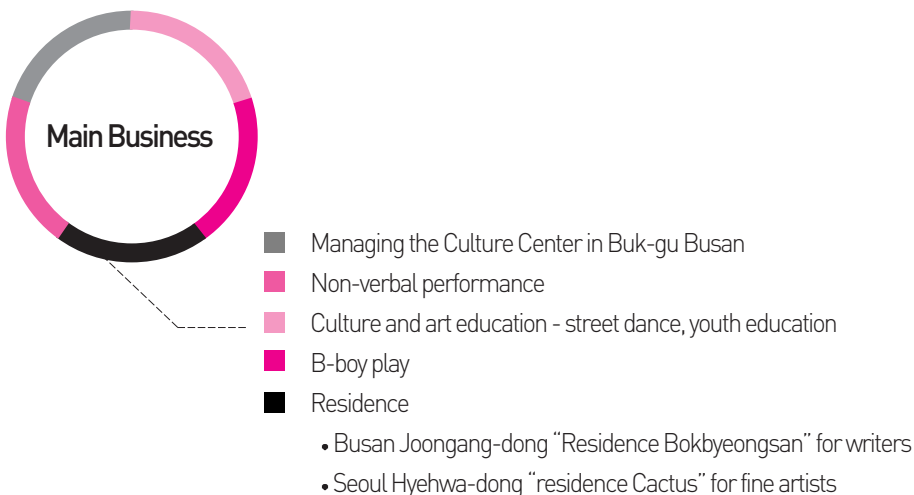 Main Business
Managing the Culture Center in Buk-gu Busan
Non-verbal performance
Culture and art education - street dance, youth education
B-boy play
Residence
• Busan Joongang-dong “Residence Bokbyeongsan” for writers
• Seoul Hyehwa-dong “residence Cactus” for fine artists